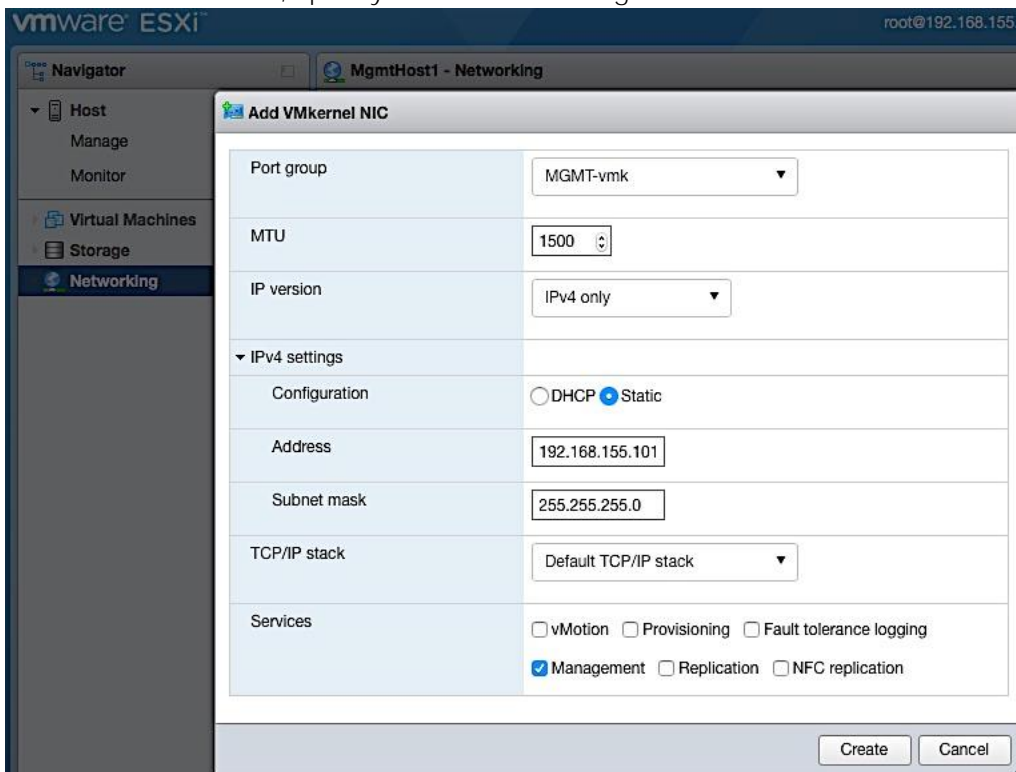 vmware ESXi™
root@192.168.155
Navigator
MgmtHost1 - Networking
Host
Manage
Monitor
Virtual Machines
Storage
Networking
Add VMkernel NIC
Port group
MGMT-vmk
MTU
1500
IP version
IPv4 only
IPv4 settings
Configuration
DHCP Static
Address
192.168.155.101
Subnet mask
255.255.255.0
TCP/IP stack
Default TCP/IP stack
Services
vMotion Provisioning Fault tolerance logging
Management Replication NFC replication
Create Cancel